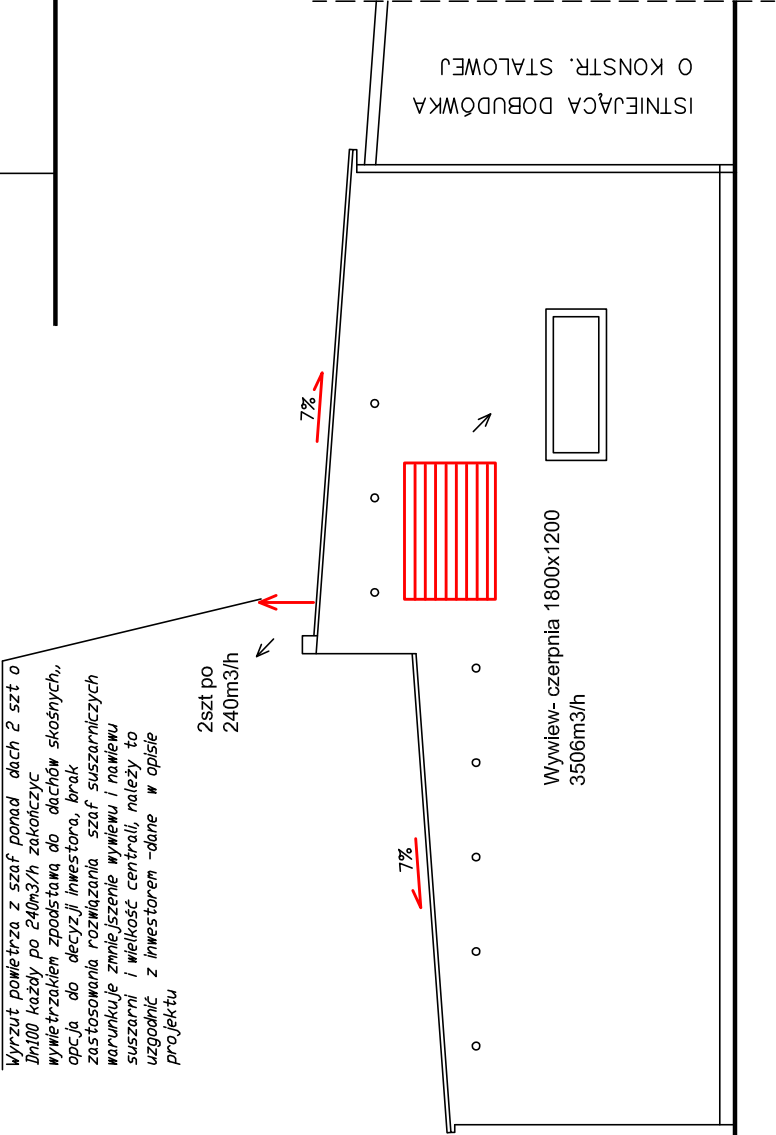 Wyrzut powietrza z szaf ponad dach 2 szt o
Dn100 każdy po 240m3/h zakończyc
wywietrzakiem zpodstawą do dachów skośnych,,
opcja do decyzji inwestora, brak
zastosowania rozwiązania szaf suszarniczych
warunkuje zmniejszenie wywiewu i nawiewu
suszarni i wielkość centrali, należy to
uzgodnić z inwestorem -dane w opisie
projektu
2szt po
240m3/h
7%
7%
Wywiew- czerpnia 1800x1200
3506m3/h
ISTNIEJĄCA DOBUDÓWKA
O KONSTR. STALOWEJ